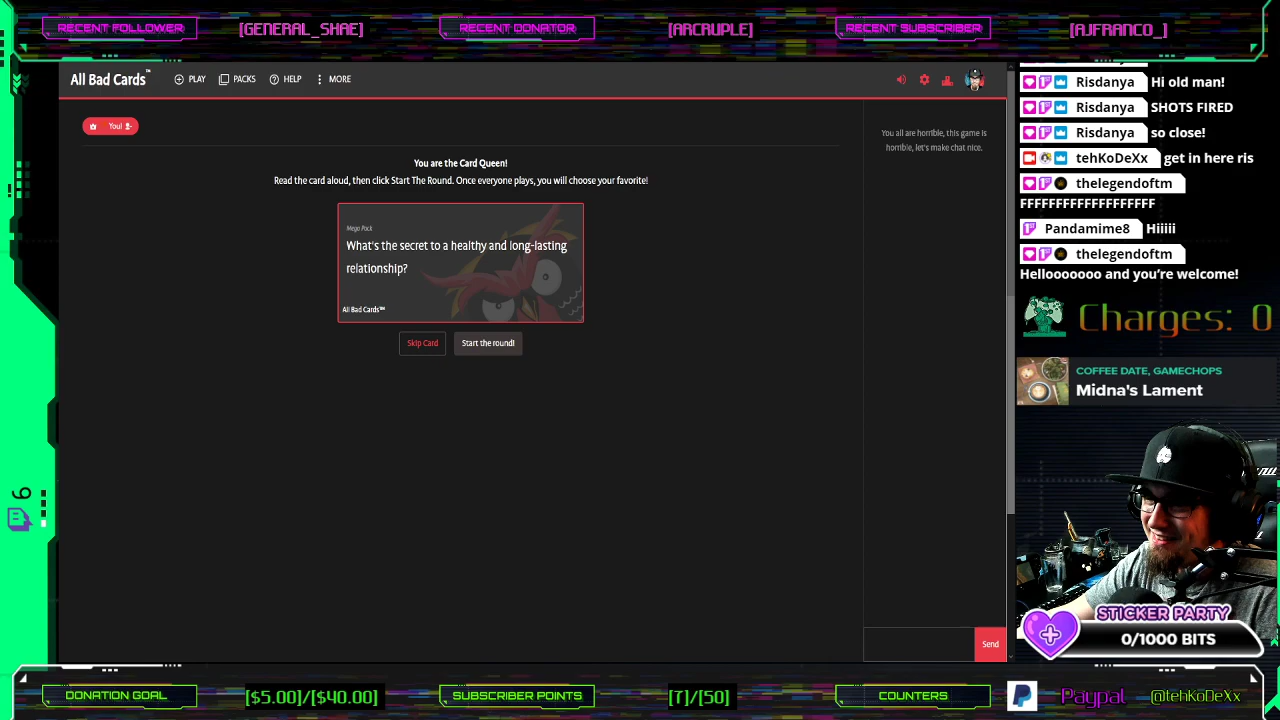 RECENT FOLLOWER
[GENERAL_SHAE]
RECENT DONATOR
[ARCRUPLE]
RECENT SUBSCRIBER
[AJFRANCO_]
All Bad Cards™
PLAY
PACKS
HELP
MORE
You!
You are the Card Queen!
Read the card aloud, then click Start The Round. Once everyone plays, you will choose your favorite!
Mega Pack
What's the secret to a healthy and long-lasting
relationship?
All Bad Cards™
Skip Card
Start the round!
You all are horrible, this game is
horrible, let's make chat nice.
Send
Risdanya Hi old man!
Risdanya SHOTS FIRED
Risdanya so close!
tehKoDeXx get in here ris
thelegendoftm
FFFFFFFFFFFFFFFFFFF
Pandamime8 Hiiiii
thelegendoftm
Hellooooooo and you're welcome!
Charges: 0
COFFEE DATE, GAMECHOPS
Midna's Lament
STICKER PARTY
0/1000 BITS
6
DONATION GOAL
[$5.00]/[$40.00]
SUBSCRIBER POINTS
[7]/[50]
COUNTERS
Paypal
@tehKoDeXx